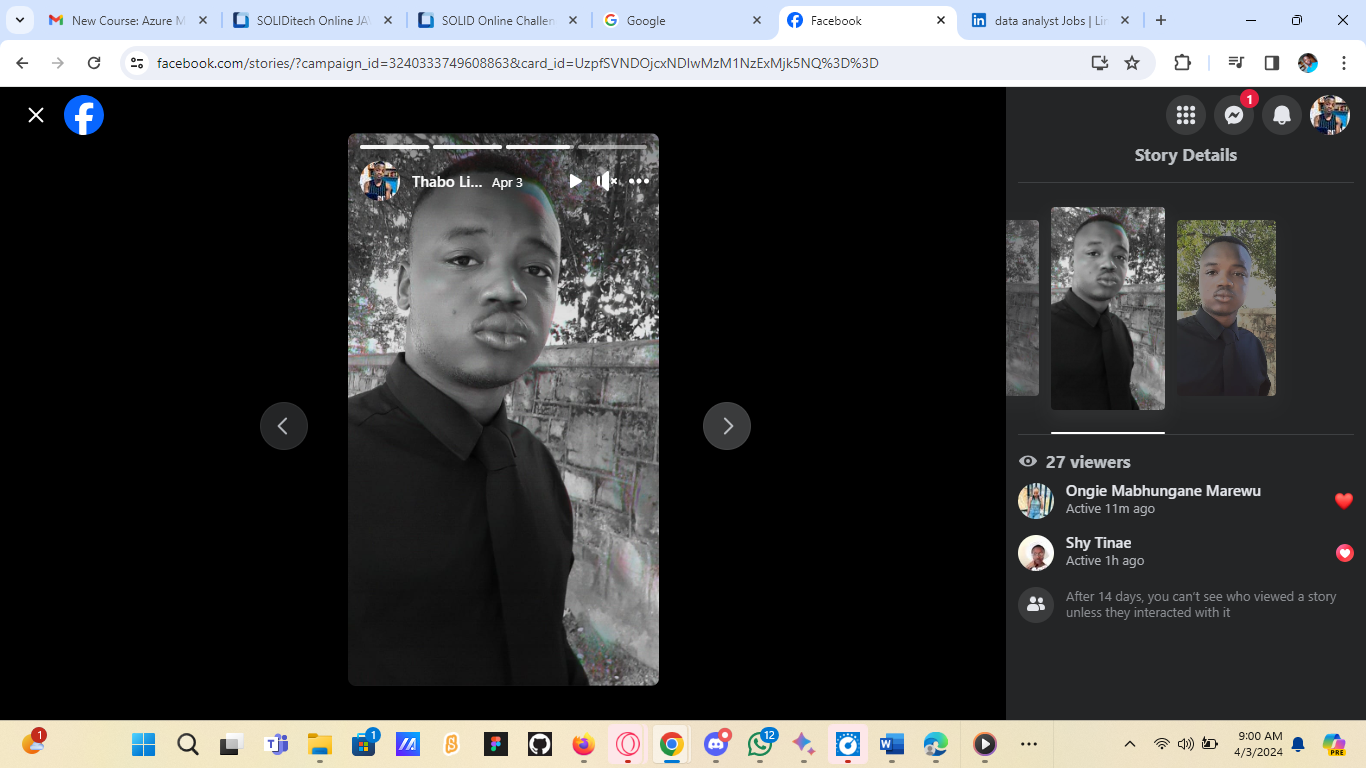 New Course: Azure M
SOLIDitech Online JAV
SOLID Online Challen
Google
Facebook
data analyst Jobs | Lin
facebook.com/stories/?campaign_id=3240333749608863&card_id=UzpfSVNDOjcxNDIwMzM1NzExMjk5NQ%3D%3D
1
Story Details
Thabo Li... Apr 3
27 viewers
Ongie Mabhungane Marewu
Active 11m ago
Shy Tinae
Active 1h ago
After 14 days, you can't see who viewed a story
unless they interacted with it
1
1
12
9:00 AM
4/3/2024
PRE